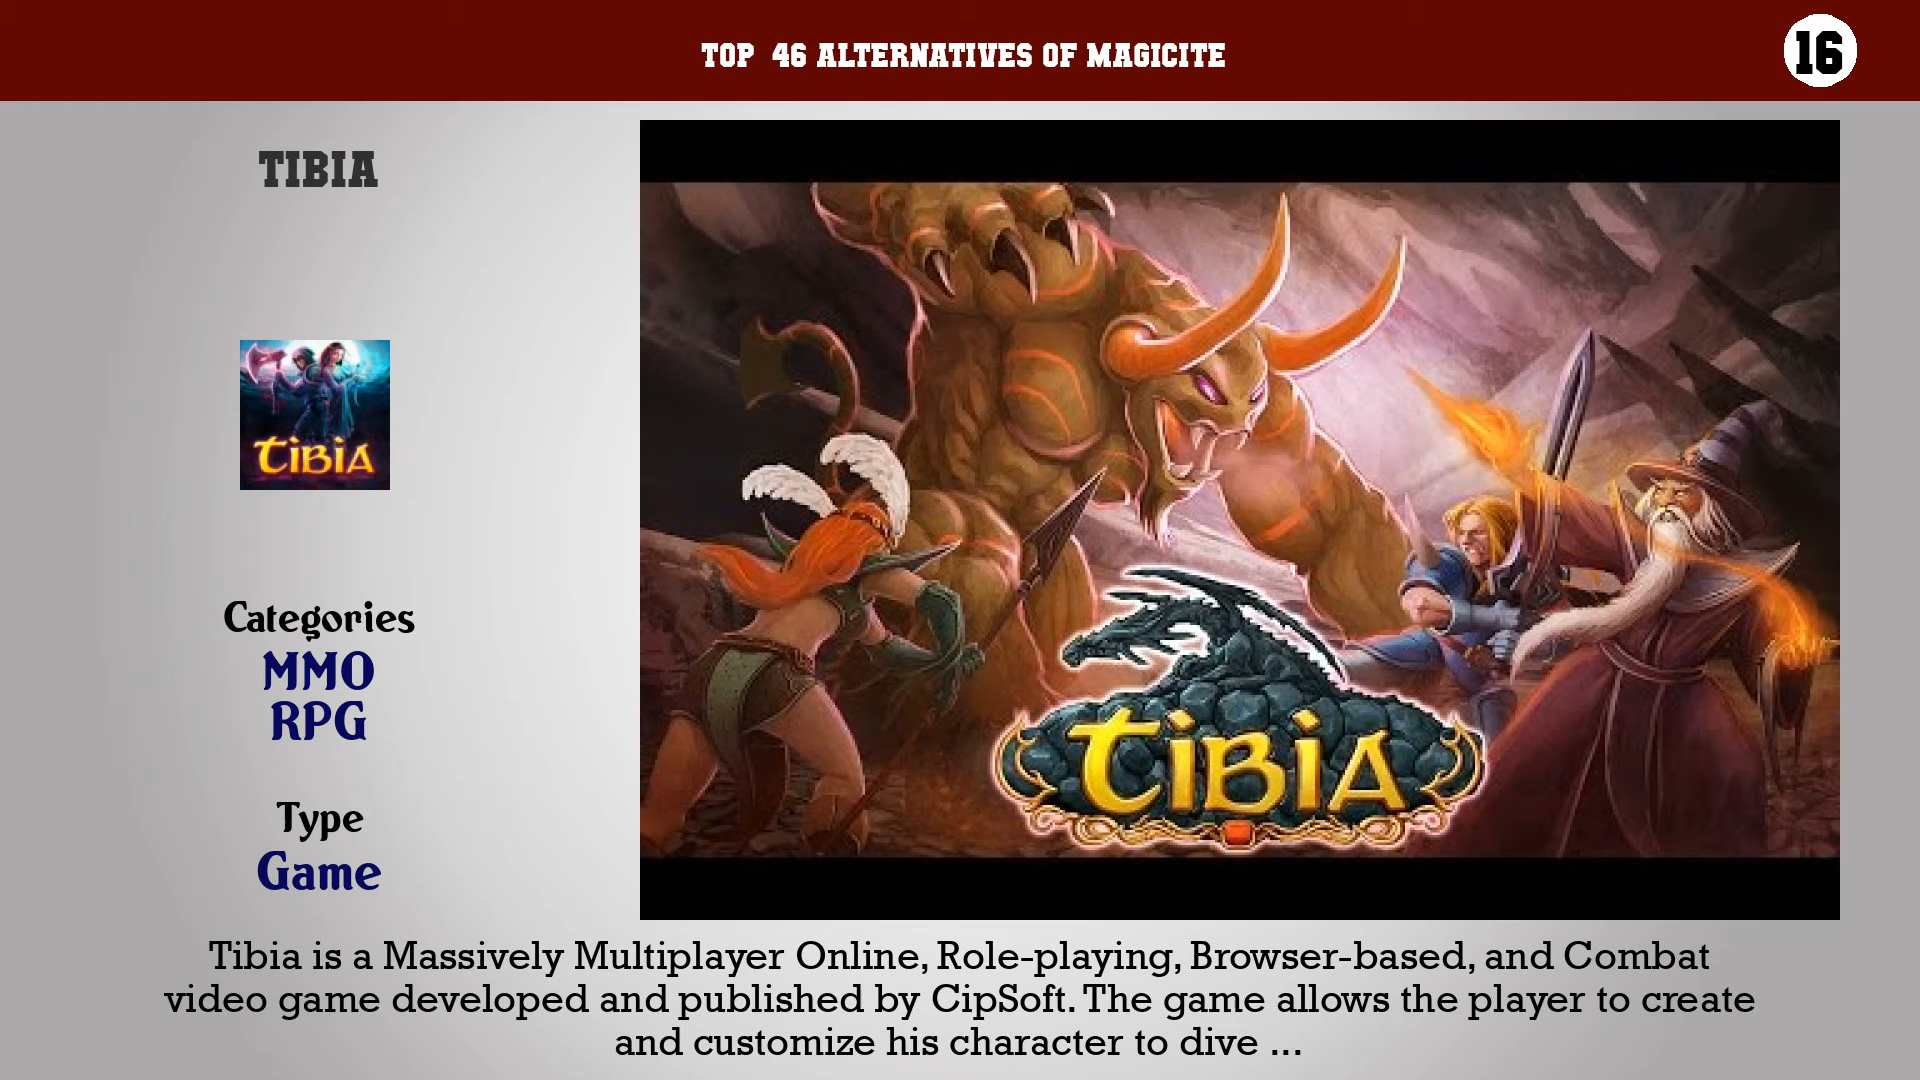 TOP 46 ALTERNATIVES OF MAGICITE
16
TIBIA
TIBIA
TIBIA
Categories
MMO
RPG
Type
Game
Tibia is a Massively Multiplayer Online, Role-playing, Browser-based, and Combat
video game developed and published by CipSoft. The game allows the player to create
and customize his character to dive ...